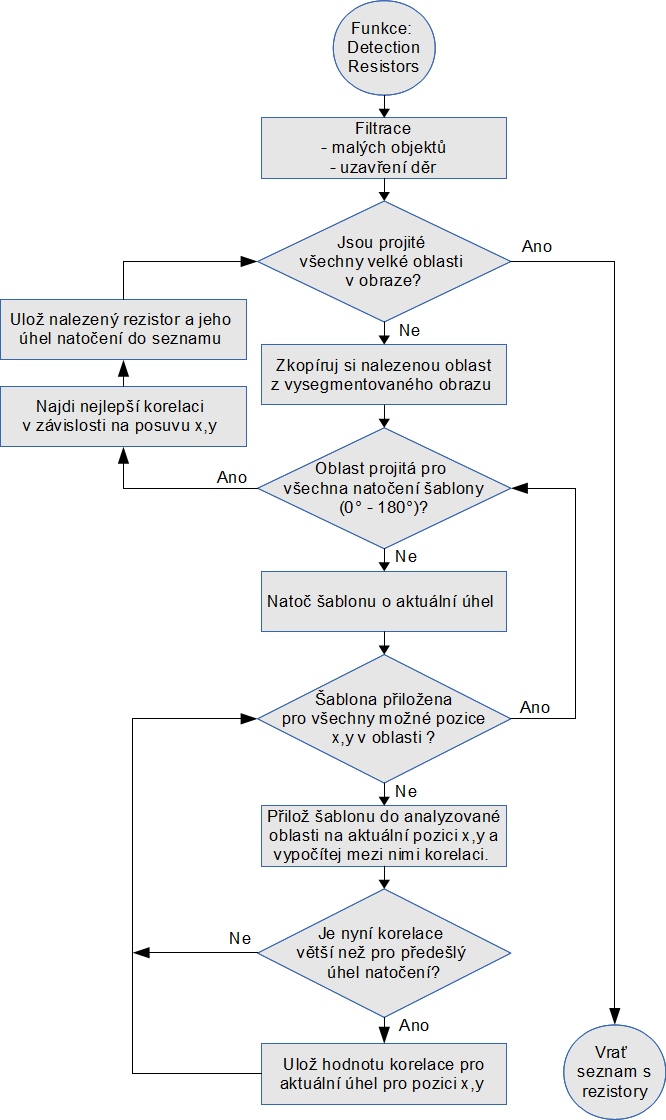 Funkce:
Detection
Resistors
Filtrace
- malých objektů
- uzavření děr
Jsou projité
všechny velké oblasti
v obraze?
Ano
Ne
Ulož nalezený rezistor a jeho
úhel natočení do seznamu
Zkopíruj si nalezenou oblast
z vysegmentovaného obrazu
Najdi nejlepší korelaci
v závislosti na posuvu x,y
Oblast projitá pro
všechna natočení šablony
(0° - 180°)?
Ano
Ne
Natoč šablonu o aktuální úhel
Šablona přiložena
pro všechny možné pozice
x,y v oblasti ?
Ano
Ne
Přilož šablonu do analyzované
oblasti na aktuální pozici x,y a
vypočítej mezi nimi korelaci.
Je nyní korelace
větší než pro předešlý
úhel natočení?
Ne
Ano
Ulož hodnotu korelace pro
aktuální úhel pro pozici x,y
Vrať
seznam s
rezistory